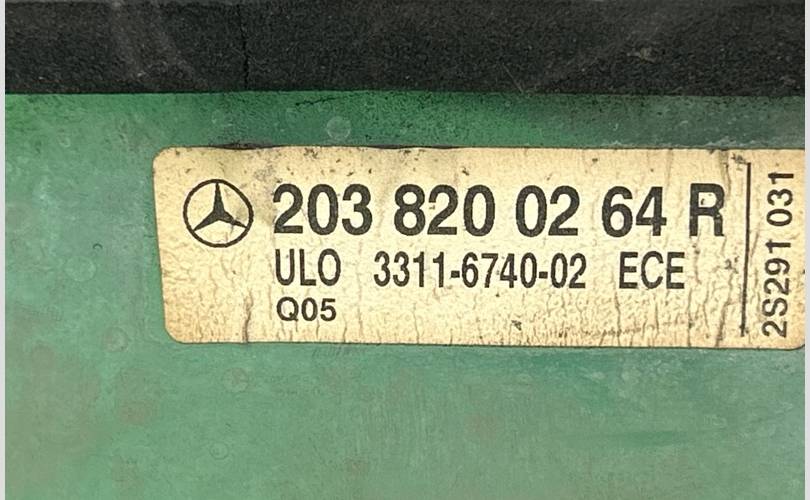 203 820 02 64 R
ULO 3311-6740-02 ECE
Q05
2S291 031